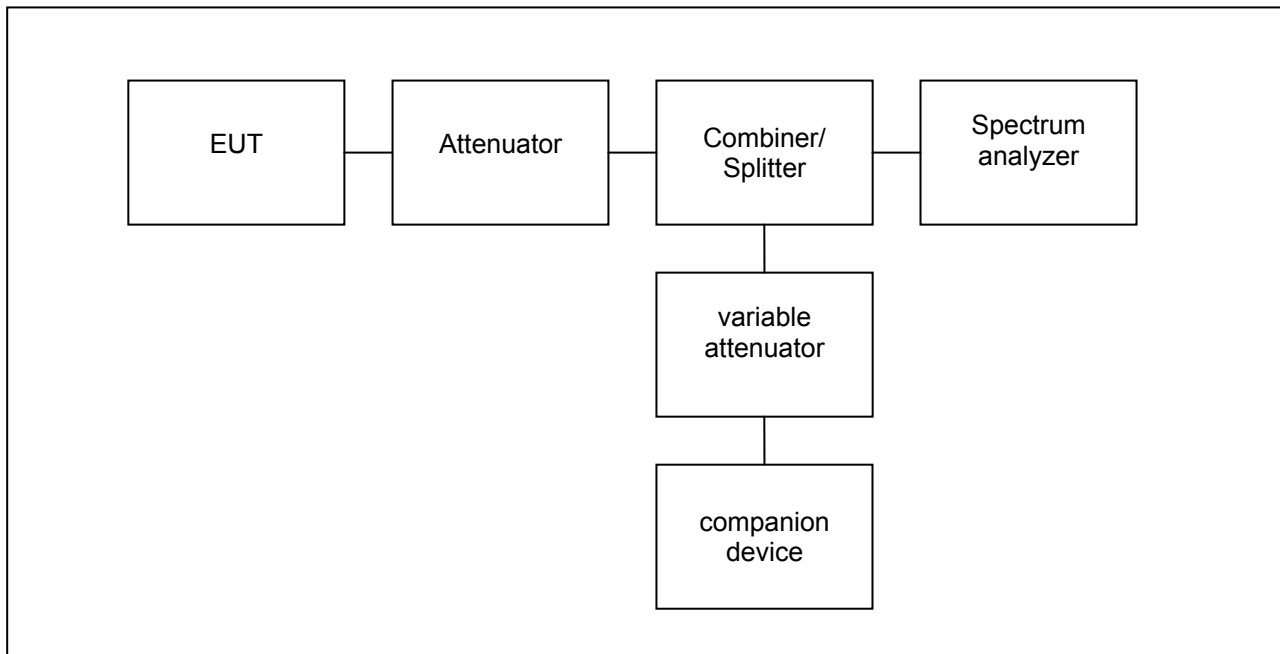 EUT
Attenuator
Combiner/
Splitter
Spectrum
analyzer
variable
attenuator
companion
device